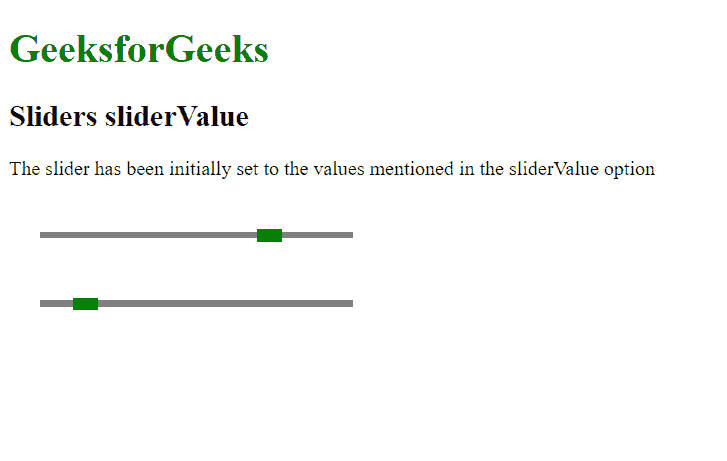 GeeksforGeeks
Sliders sliderValue
The slider has been initially set to the values mentioned in the sliderValue option